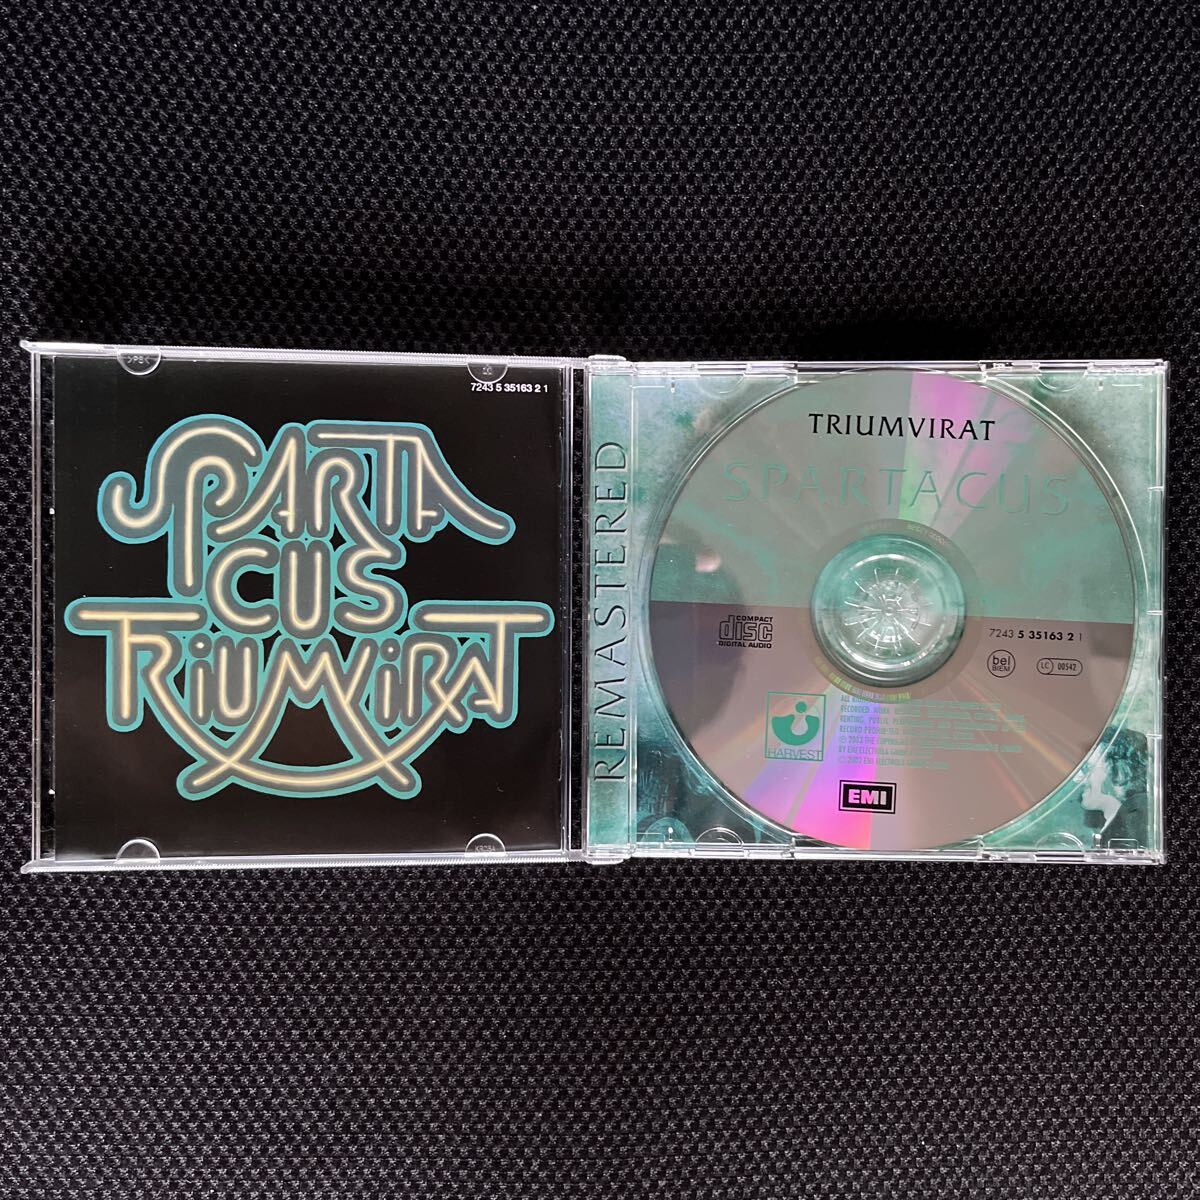 >PS<
7243 5 35163 2 1
SPARTA
CUS
TRIUMVIRAT
REMASTERED
TRIUMVIRAT
SPARTACUS
COMPACT
disc
DIGITAL AUDIO
7243 5 35163 2 1
bel
BIEM
LC 00542
HARVEST
EMI